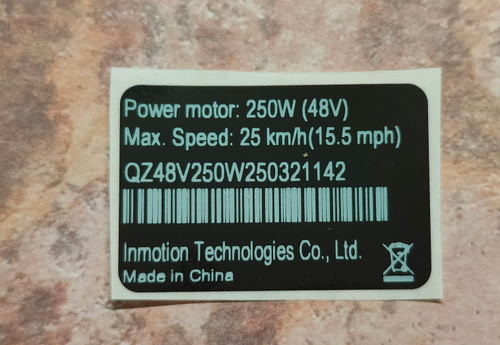 Power motor: 250W (48V)
Max. Speed: 25 km/h(15.5 mph)
QZ48V250W250321142
Inmotion Technologies Co., Ltd.
Made in China